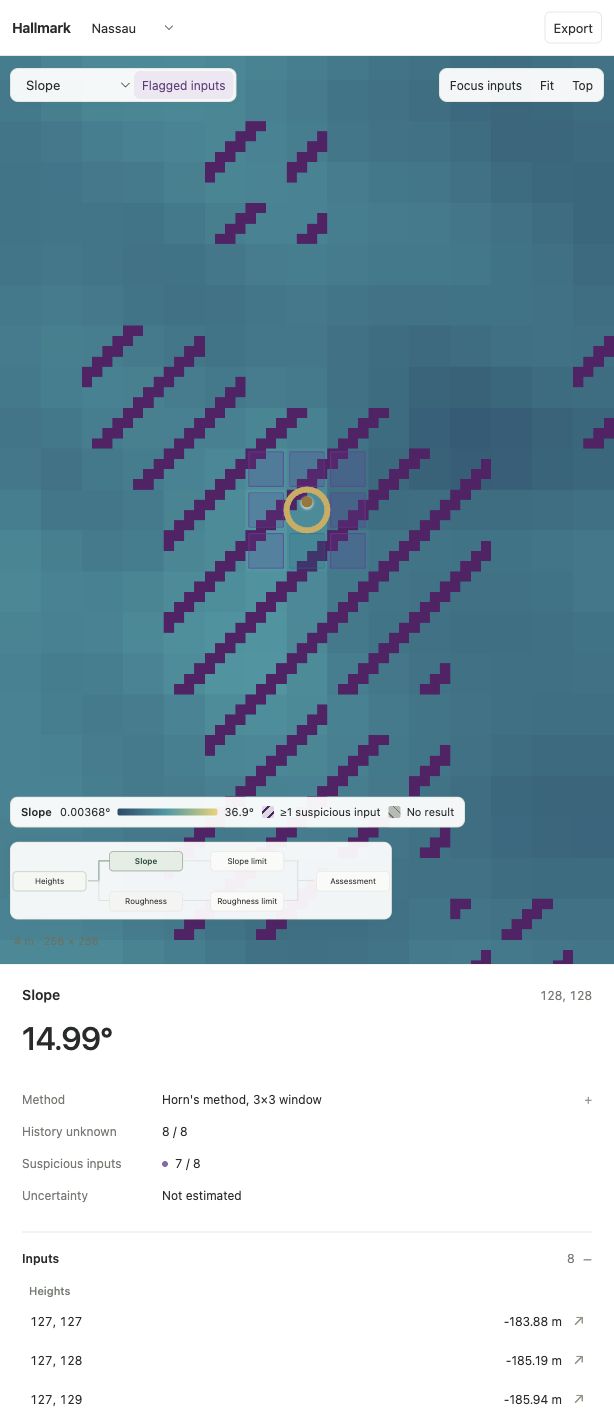 Hallmark Nassau Export
Slope Flagged inputs Focus inputs Fit Top
Slope 0.00368° 36.9° ≥1 suspicious input No result
Slope Slope limit
Heights Assessment
Roughness Roughness limit
256 × 256
Slope 128, 128
14.99°
Method Horn's method, 3×3 window +
History unknown 8 / 8
Suspicious inputs 7 / 8
Uncertainty Not estimated
Inputs 8 –
Heights
127, 127 -183.88 m ↗
127, 128 -185.19 m ↗
127, 129 -185.94 m ↗